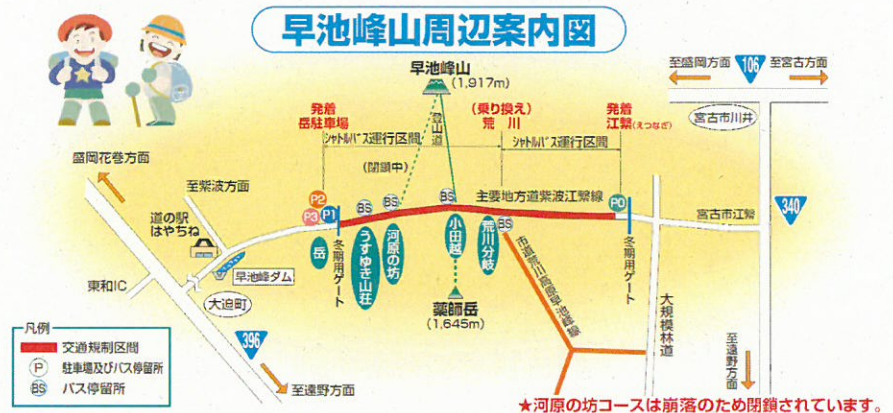 早池峰山周辺案内図
早池峰山
(1,917m)
至盛岡方面
106
至宮古方面
宮古市川井
発着
岳駐車場
(乗り換え)
荒川
発着
江繋(えつなぎ)
シャトルバス運行区間
シャトルバス運行区間
登山道
(閉鎖中)
盛岡花巻方面
至紫波方面
道の駅
はやちね
早池峰ダム
東和IC
大迫町
396
至遠野方面
P2
P3
P1
岳
冬期用ゲート
BS
うすゆき山荘
BS
河原の坊
BS
小田越
荒川分岐
BS
主要地方道紫波江繋線
P0
冬期用ゲート
宮古市江繋
340
薬師岳
(1,645m)
市道荒川高原早池峰線
大規模林道
至遠野方面
凡例
交通規制区間
P 駐車場及びバス停留所
BS バス停留所
★河原の坊コースは崩落のため閉鎖されています。